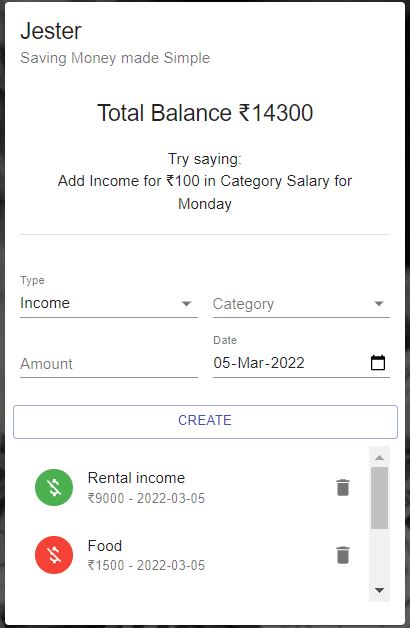 Jester
Saving Money made Simple
Total Balance ₹14300
Try saying:
Add Income for ₹100 in Category Salary for
Monday
Type
Income
Category
Amount
Date
05-Mar-2022
CREATE
Rental income
₹9000 - 2022-03-05
Food
₹1500 - 2022-03-05